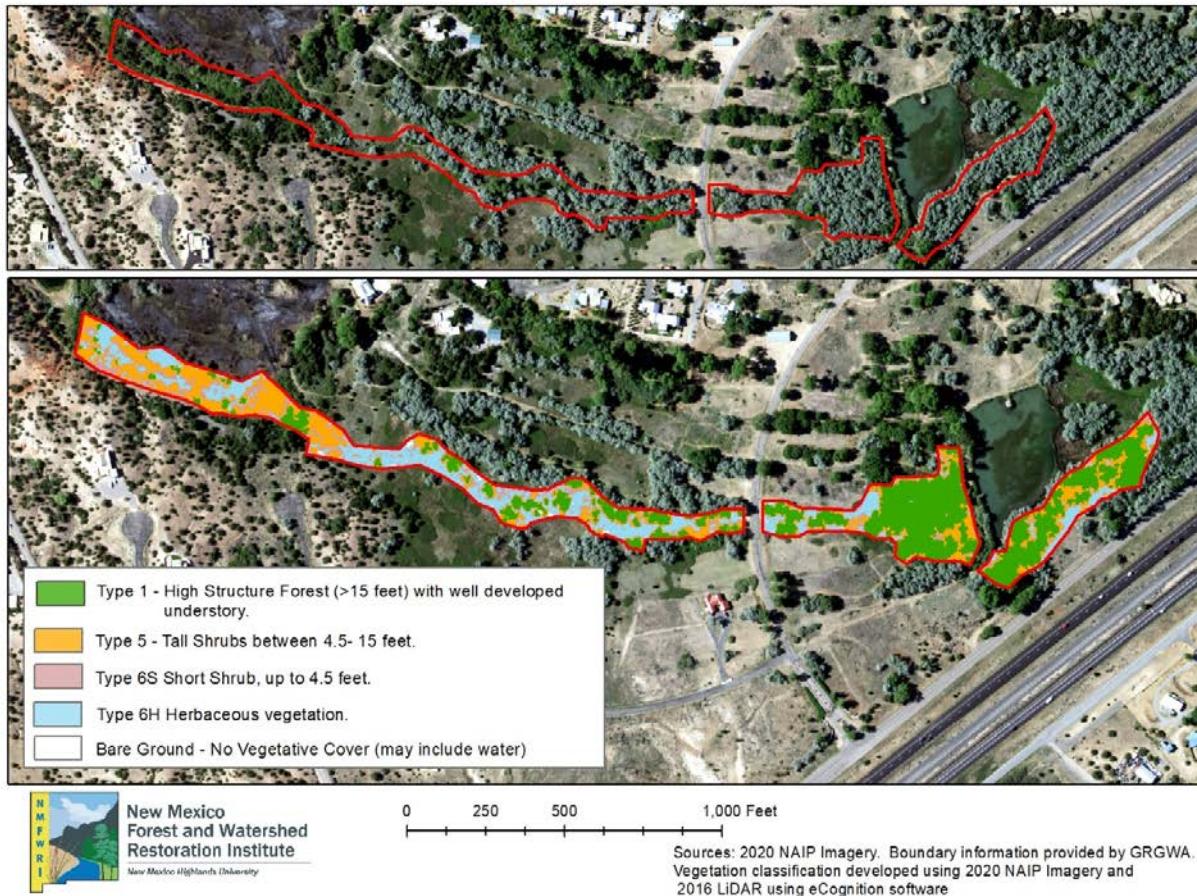 Type 1 - High Structure Forest (>15 feet) with well developed
understory.
Type 5 - Tall Shrubs between 4.5- 15 feet.
Type 6S Short Shrub, up to 4.5 feet.
Type 6H Herbaceous vegetation.
Bare Ground - No Vegetative Cover (may include water)
NMFWRI
New Mexico
Forest and Watershed
Restoration Institute
New Mexico Highlands University
0 250 500 1,000 Feet
Sources: 2020 NAIP Imagery. Boundary information provided by GRGWA.
Vegetation classification developed using 2020 NAIP Imagery and
2016 LiDAR using eCognition software